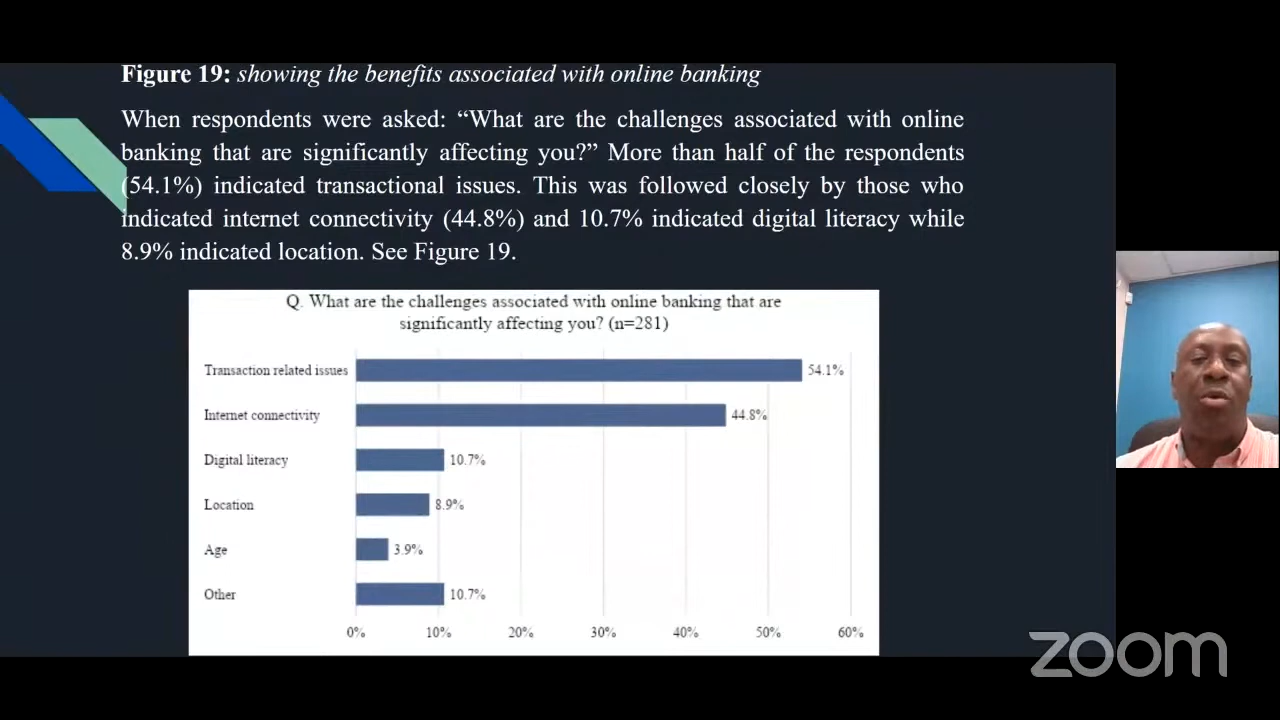 Figure 19: showing the benefits associated with online banking
When respondents were asked: “What are the challenges associated with online
banking that are significantly affecting you?” More than half of the respondents
(54.1%) indicated transactional issues. This was followed closely by those who
indicated internet connectivity (44.8%) and 10.7% indicated digital literacy while
8.9% indicated location. See Figure 19.
Q. What are the challenges associated with online banking that are
significantly affecting you? (n=281)
Transaction related issues 54.1%
Internet connectivity 44.8%
Digital literacy 10.7%
Location 8.9%
Age 3.9%
Other 10.7%
0% 10% 20% 30% 40% 50% 60%
zoom